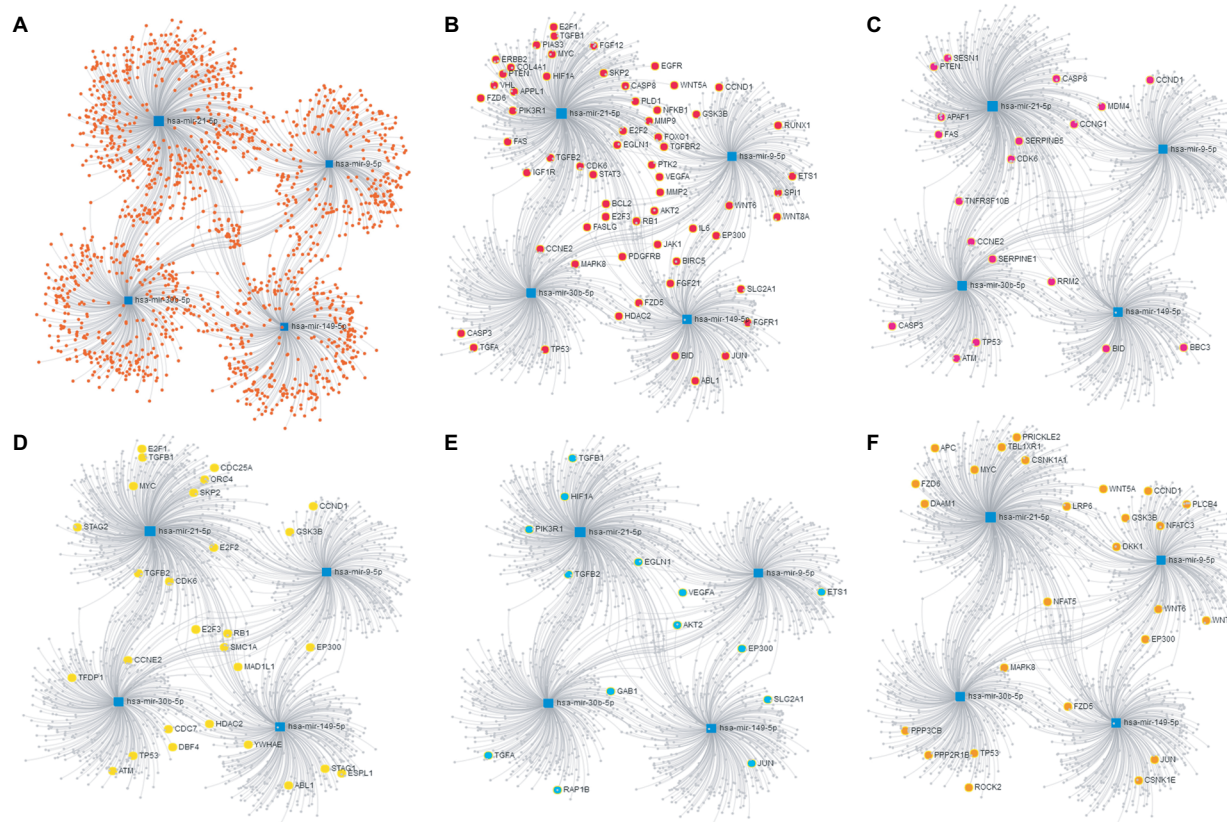 A
hsa-mir-21-5p
hsa-mir-9-5p
hsa-mir-30b-5p
hsa-mir-149-5p
B
E2F1
TGFB1
PIAS3
FGF12
MYC
ERBB2
COL4A1
PTEN
HIF1A
SKP2
EGFR
VHL
APPL1
CASP8
WNT5A
CCND1
FZD6
PIK3R1
PLD1
NFKB1
GSK3B
hsa-mir-21-5p
MMP9
RUNX1
E2F2
FOXO1
FAS
EGLN1
TGFBR2
hsa-mir-9-5p
TGFB2
CDK6
PTK2
IGF1R
STAT3
VEGFA
ETS1
MMP2
SPI1
BCL2
AKT2
WNT6
E2F3
RB1
WNT8A
FASLG
IL6
EP300
CCNE2
JAK1
MAPK8
PDGFRB
BIRC5
FGF21
hsa-mir-30b-5p
SLC2A1
FZD5
HDAC2
hsa-mir-149-5p
FGFR1
CASP3
TGFA
TP53
BID
JUN
ABL1
C
SESN1
PTEN
CASP8
CCND1
MDM4
hsa-mir-21-5p
APAF1
CCNG1
FAS
SERPINB5
hsa-mir-9-5p
CDK6
TNFRSF10B
CCNE2
SERPINE1
RRM2
hsa-mir-30b-5p
hsa-mir-149-5p
CASP3
TP53
BID
BBC3
ATM
D
E2F1
TGFB1
CDC25A
ORC4
MYC
SKP2
CCND1
STAG2
hsa-mir-21-5p
GSK3B
E2F2
TGFB2
CDK6
hsa-mir-9-5p
E2F3
RB1
SMC1A
EP300
CCNE2
MAD1L1
TFDP1
hsa-mir-30b-5p
HDAC2
CDC7
hsa-mir-149-5p
DBF4
YWHAE
TP53
ATM
STAG1
ESPL1
ABL1
E
TGFB1
HIF1A
PIK3R1
hsa-mir-21-5p
EGLN1
TGFB2
hsa-mir-9-5p
VEGFA
ETS1
AKT2
EP300
GAB1
SLC2A1
hsa-mir-30b-5p
hsa-mir-149-5p
TGFA
JUN
RAP1B
F
PRICKLE2
APC
TBL1XR1
CSNK1A1
MYC
FZD6
WNT5A
CCND1
DAAM1
LRP6
PLCB4
hsa-mir-21-5p
GSK3B
NFATC3
DKK1
hsa-mir-9-5p
NFAT5
WNT6
WNT
EP300
MAPK8
hsa-mir-30b-5p
FZD5
hsa-mir-149-5p
PPP3CB
PPP2R1B
TP53
JUN
CSNK1E
ROCK2